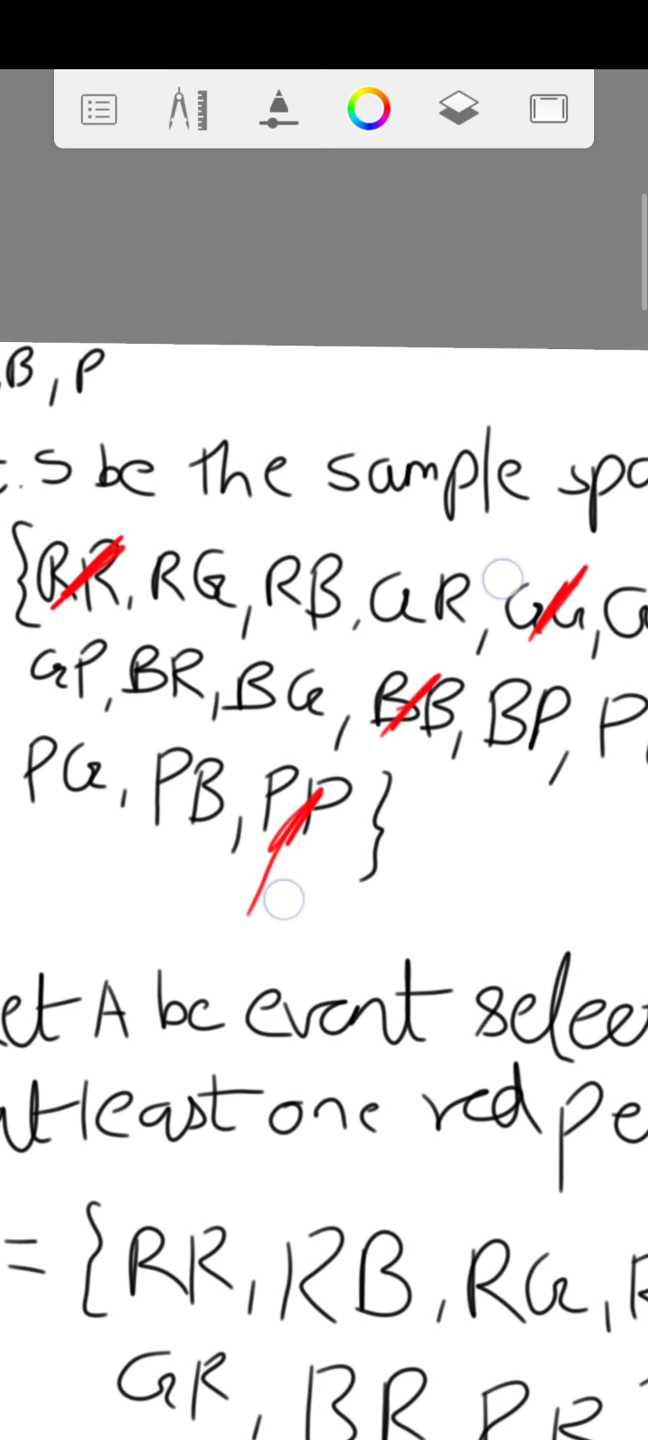 B, P
. S be the sample spa
{RR, RG, RB, GR, GG, G
GP, BR, BG, BB, BP, P
PG, PB, PP}
et A be event selec
atleast one red pe
= {RR, RB, RG, R
GR, BR, PR